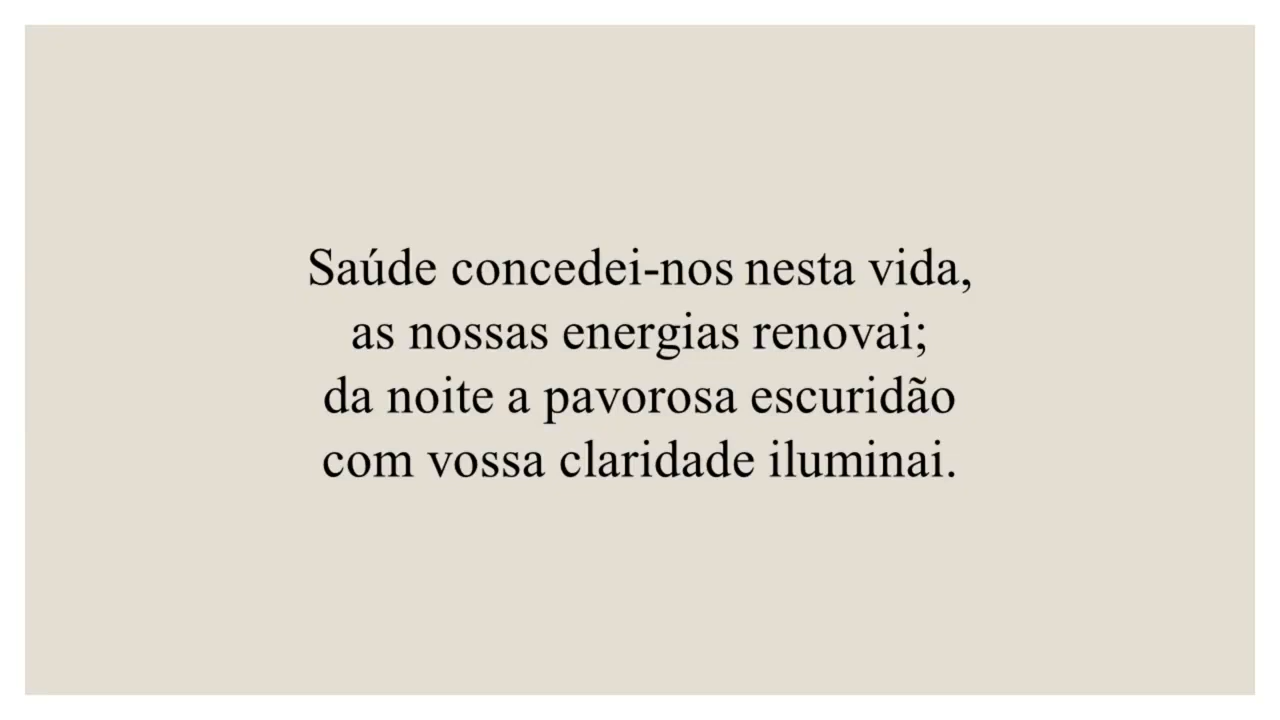 Saúde concedei-nos nesta vida,
as nossas energias renovai;
da noite a pavorosa escuridão
com vossa claridade iluminai.